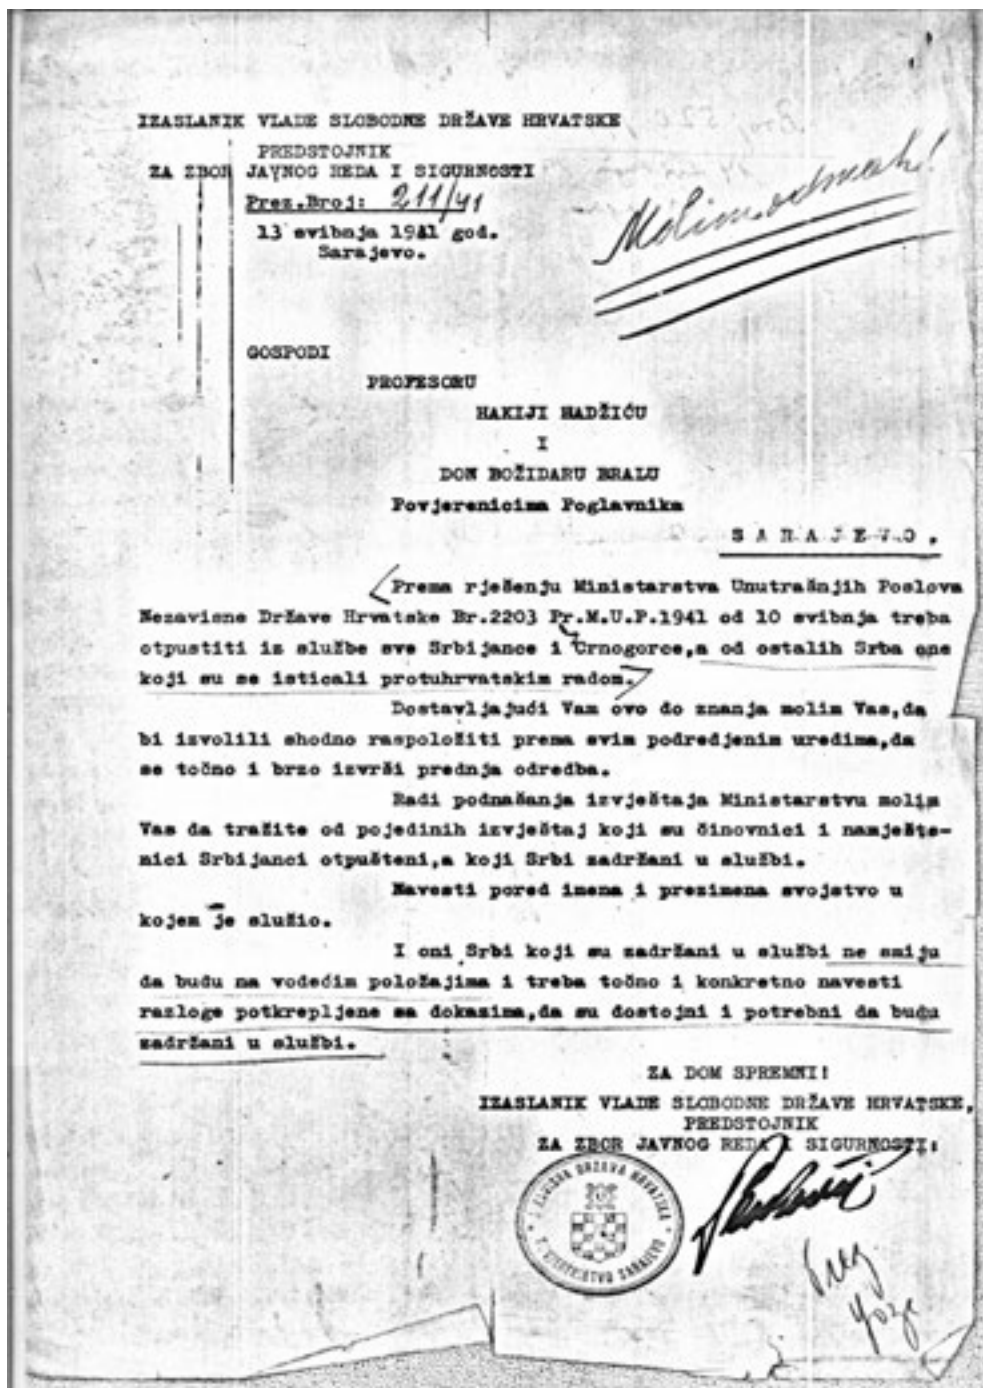 IZASLANIK VLADE SLOBODNE DRŽAVE HRVATSKE
PREDSTOJNIK
ZA ZBOR JAVNOG REDA I SIGURNOSTI
Prez.Broj: 211/41
13 svibnja 1941 god.
Sarajevo.
Molim odmah!
GOSPODI
PROFESORU
HAKIJI HADŽIĆU
I
DON BOŽIDARU BRALU
Povjerenicima Poglavnika
SARAJEVO.
Prema rješenju Ministarstva Unutrašnjih Poslova
Nezavisne Države Hrvatske Br.2203 Pr.M.U.P.1941 od 10 svibnja treba
otpustiti iz službe sve Srbijance i Crnogorce,a od ostalih Srba one
koji su se isticali protuhrvatskim radom.
Dostavljajući Vam ovo do znanja molim Vas,da
bi izvolili shodno raspoložiti prema svim podredjenim uredima,da
se točno i brzo izvrši prednja odredba.
Radi podnašanja izvještaja Ministarstvu molim
Vas da tražite od pojedinih izvještaj koji su činovnici i namješte-
nici Srbijanci otpušteni,a koji Srbi zadržani u službi.
Navesti pored imena i prezimena svojstvo u
kojem je služio.
I oni Srbi koji su zadržani u službi ne smiju
da budu na vodećim položajima i treba točno i konkretno navesti
razloge potkrepljene sa dokazima,da su dostojni i potrebni da budu
zadržani u službi.
ZA DOM SPREMNI!
IZASLANIK VLADE SLOBODNE DRŽAVE HRVATSKE,
PREDSTOJNIK
ZA ZBOR JAVNOG REDA I SIGURNOSTI:
DRŽAVA HRVATSKA
SARAJEVO